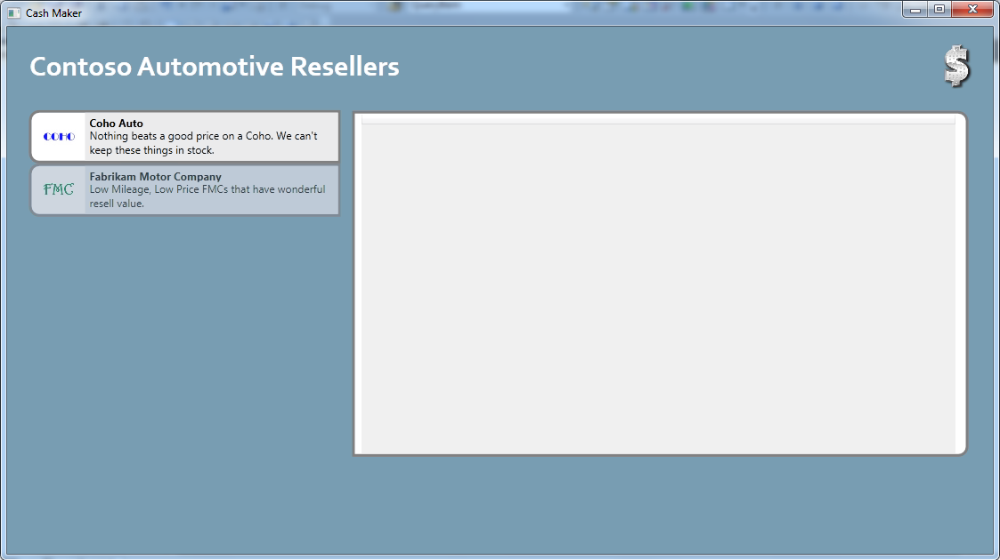 Cash Maker
Contoso Automotive Resellers
$
COHO
Coho Auto
Nothing beats a good price on a Coho. We can't
keep these things in stock.
FMC
Fabrikam Motor Company
Low Mileage, Low Price FMCs that have wonderful
resell value.